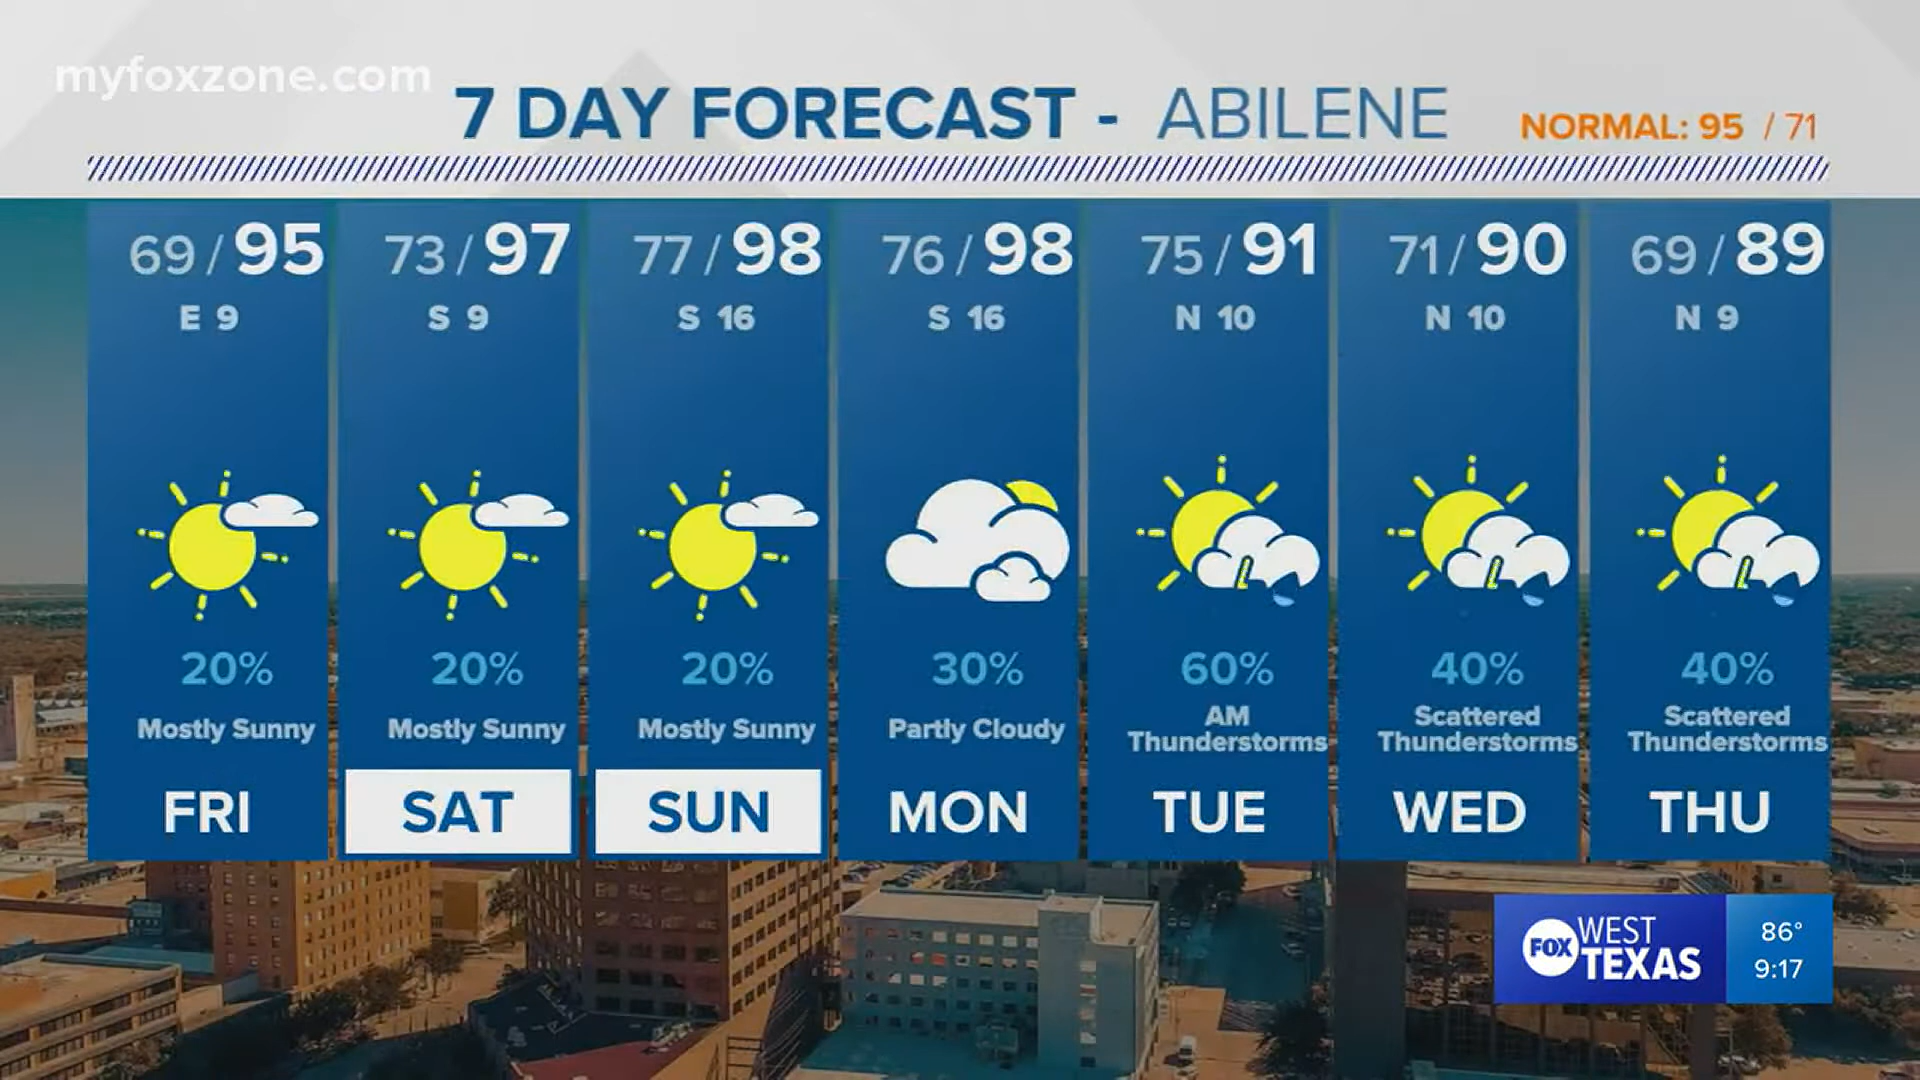 myfoxzone.com
7 DAY FORECAST - ABILENE
NORMAL: 95 / 71
69 / 95
E 9
20%
Mostly Sunny
FRI
73 / 97
S 9
20%
Mostly Sunny
SAT
77 / 98
S 16
20%
Mostly Sunny
SUN
76 / 98
S 16
30%
Partly Cloudy
MON
75 / 91
N 10
60%
AM
Thunderstorms
TUE
71 / 90
N 10
40%
Scattered
Thunderstorms
WED
69 / 89
N 9
40%
Scattered
Thunderstorms
THU
FOX
WEST
TEXAS
86°
9:17